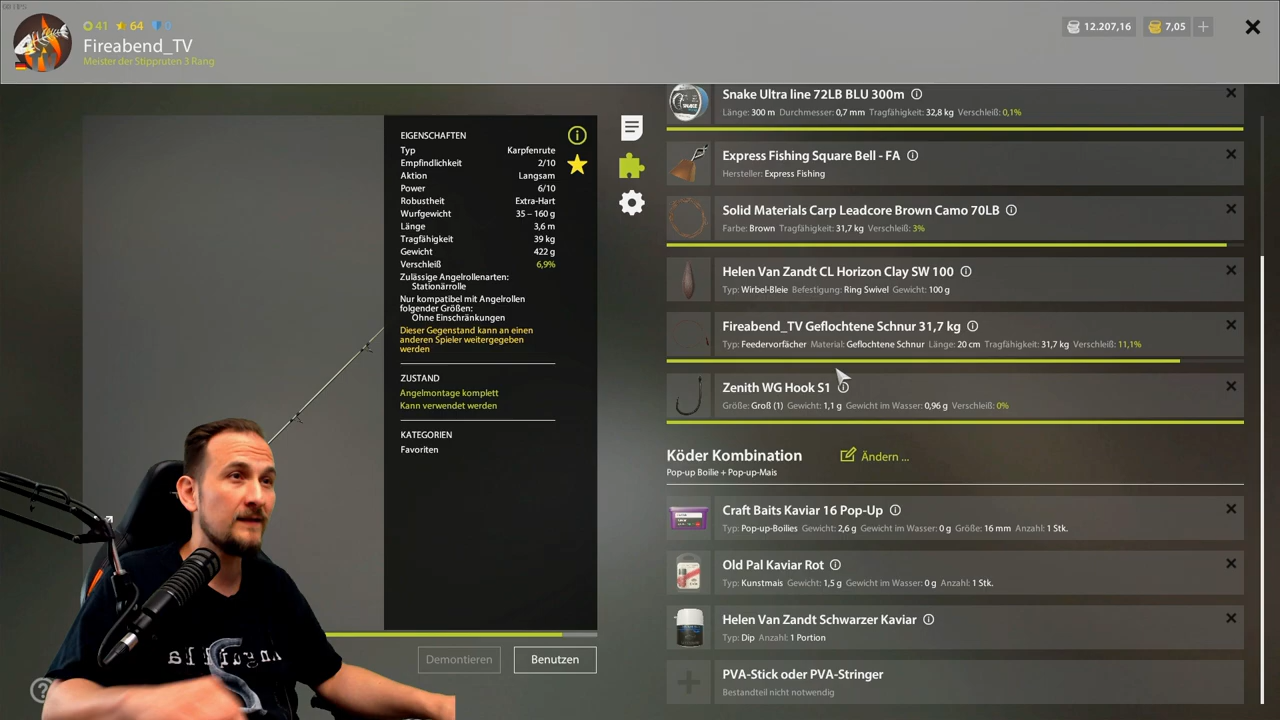 41 64
Fireabend_TV
Meister der Stippruten 3 Rang
12.207,16
7,05
EIGENSCHAFTEN
Typ Karpfenrute
Empfindlichkeit 2/10
Aktion Langsam
Power 6/10
Robustheit Extra-Hart
Wurfgewicht 35 – 160 g
Länge 3,6 m
Tragfähigkeit 39 kg
Gewicht 422 g
Verschleiß 6,9%
Zulässige Angelrollenarten:
Stationärrolle
Nur kompatibel mit Angelrollen
folgender Größen:
Ohne Einschränkungen
Dieser Gegenstand kann an einen
anderen Spieler weitergegeben
werden
ZUSTAND
Angelmontage komplett
Kann verwendet werden
KATEGORIEN
Favoriten
Demontieren
Benutzen
Snake Ultra line 72LB BLU 300m
Länge: 300 m Durchmesser: 0,7 mm Tragfähigkeit: 32,8 kg Verschleiß: 0,1%
Express Fishing Square Bell - FA
Hersteller: Express Fishing
Solid Materials Carp Leadcore Brown Camo 70LB
Farbe: Brown Tragfähigkeit: 31,7 kg Verschleiß: 3%
Helen Van Zandt CL Horizon Clay SW 100
Typ: Wirbel-Bleie Befestigung: Ring Swivel Gewicht: 100 g
Fireabend_TV Geflochtene Schnur 31,7 kg
Typ: Feedervorfächer Material: Geflochtene Schnur Länge: 20 cm Tragfähigkeit: 31,7 kg Verschleiß: 11,1%
Zenith WG Hook S1
Größe: Groß (1) Gewicht: 1,1 g Gewicht im Wasser: 0,96 g Verschleiß: 0%
Köder Kombination
Ändern ...
Pop-up Boilie + Pop-up-Mais
Craft Baits Kaviar 16 Pop-Up
Typ: Pop-up-Boilies Gewicht: 2,6 g Gewicht im Wasser: 0 g Größe: 16 mm Anzahl: 1 Stk.
Old Pal Kaviar Rot
Typ: Kunstmais Gewicht: 1,5 g Gewicht im Wasser: 0 g Anzahl: 1 Stk.
Helen Van Zandt Schwarzer Kaviar
Typ: Dip Anzahl: 1 Portion
PVA-Stick oder PVA-Stringer
Bestandteil nicht notwendig